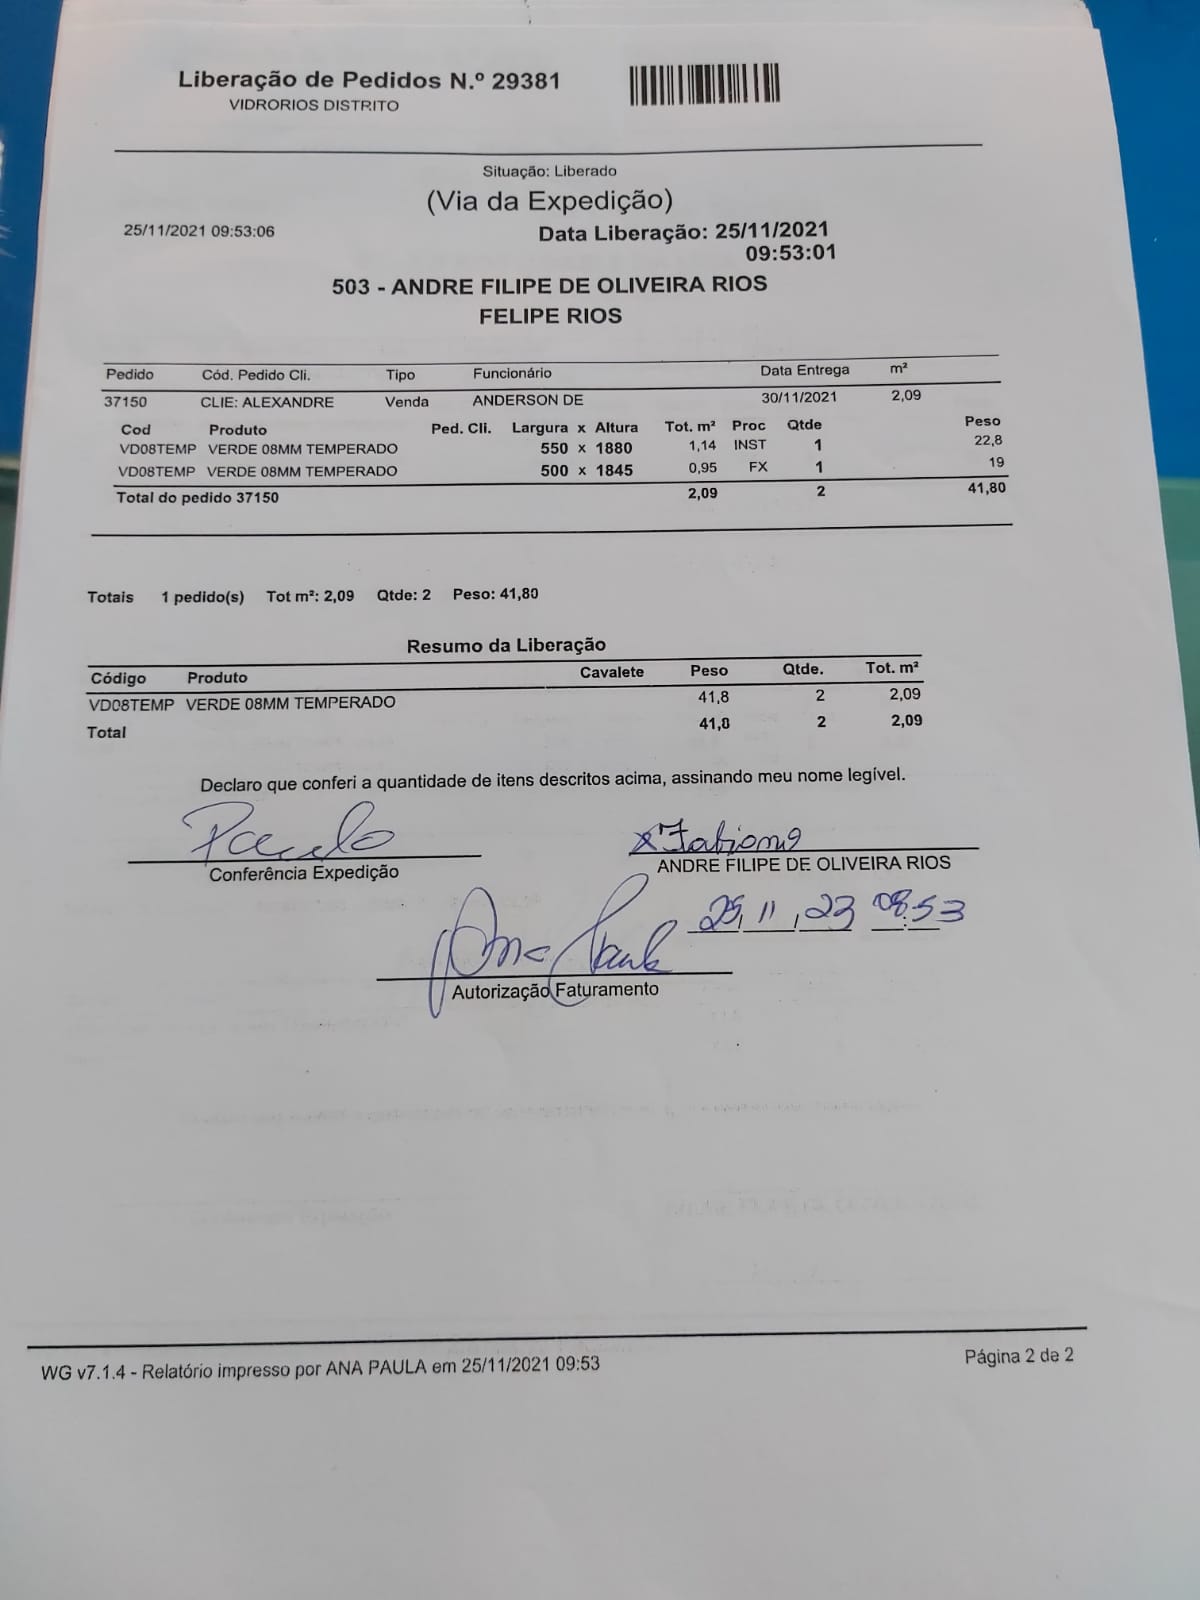 Liberação de Pedidos N.º 29381
VIDRORIOS DISTRITO
Situação: Liberado
(Via da Expedição)
25/11/2021 09:53:06 Data Liberação: 25/11/2021
09:53:01
503 - ANDRE FILIPE DE OLIVEIRA RIOS
FELIPE RIOS
Pedido Cód. Pedido Cli. Tipo Funcionário Data Entrega m²
37150 CLIE: ALEXANDRE Venda ANDERSON DE 30/11/2021 2,09
Cod Produto Ped. Cli. Largura x Altura Tot. m² Proc Qtde Peso
VD08TEMP VERDE 08MM TEMPERADO 550 x 1880 1,14 INST 1 22,8
VD08TEMP VERDE 08MM TEMPERADO 500 x 1845 0,95 FX 1 19
Total do pedido 37150 2,09 2 41,80
Totais 1 pedido(s) Tot m²: 2,09 Qtde: 2 Peso: 41,80
Resumo da Liberação
Código Produto Cavalete Peso Qtde. Tot. m²
VD08TEMP VERDE 08MM TEMPERADO 41,8 2 2,09
Total 41,8 2 2,09
Declaro que conferi a quantidade de itens descritos acima, assinando meu nome legível.
Paulo x Fabiano
Conferência Expedição ANDRE FILIPE DE OLIVEIRA RIOS
25, 11, 23 08:53
Ana Paula
Autorização Faturamento
WG v7.1.4 - Relatório impresso por ANA PAULA em 25/11/2021 09:53 Página 2 de 2